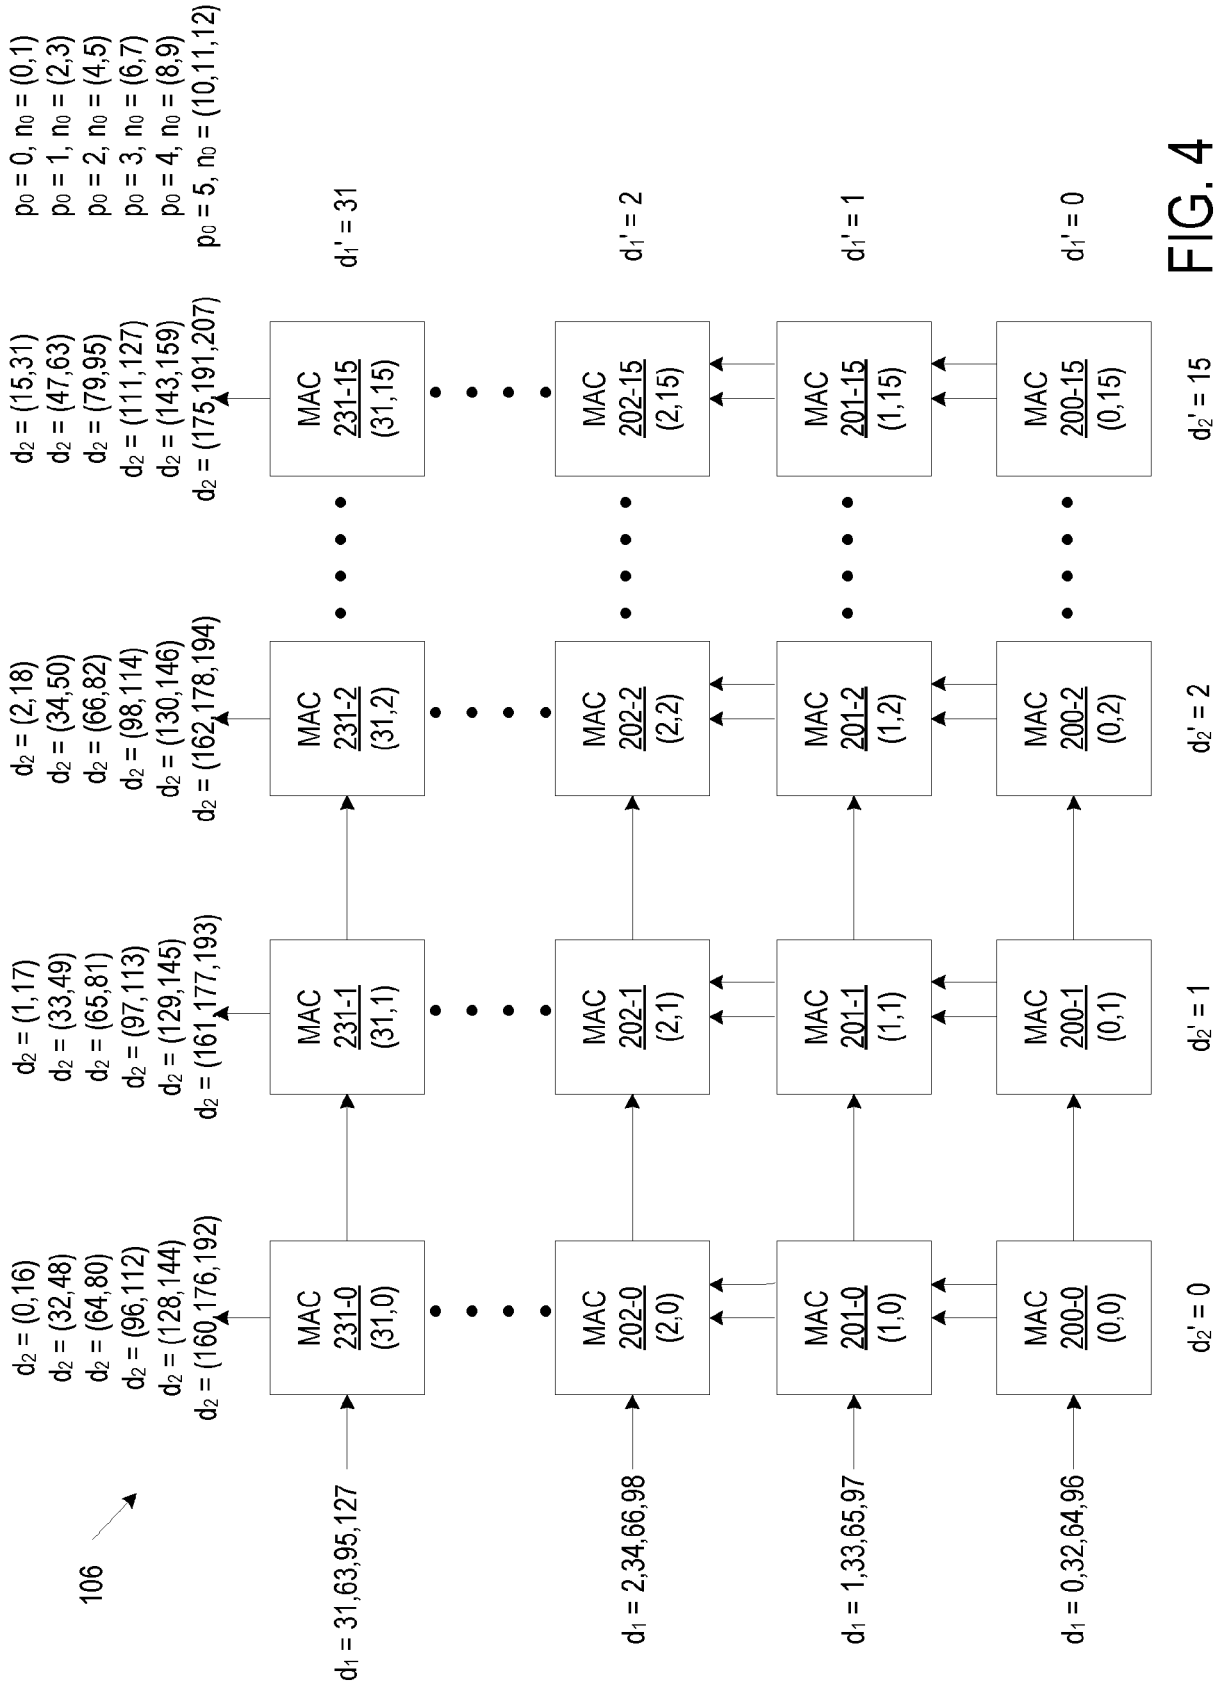 106
d₂ = (0,16)
d₂ = (32,48)
d₂ = (64,80)
d₂ = (96,112)
d₂ = (128,144)
d₂ = (160,176,192)
d₂ = (1,17)
d₂ = (33,49)
d₂ = (65,81)
d₂ = (97,113)
d₂ = (129,145)
d₂ = (161,177,193)
d₂ = (2,18)
d₂ = (34,50)
d₂ = (66,82)
d₂ = (98,114)
d₂ = (130,146)
d₂ = (162,178,194)
d₂ = (15,31)
d₂ = (47,63)
d₂ = (79,95)
d₂ = (111,127)
d₂ = (143,159)
d₂ = (175,191,207)
p₀ = 0, n₀ = (0,1)
p₀ = 1, n₀ = (2,3)
p₀ = 2, n₀ = (4,5)
p₀ = 3, n₀ = (6,7)
p₀ = 4, n₀ = (8,9)
p₀ = 5, n₀ = (10,11,12)
d₁ = 31,63,95,127
MAC
231-0
(31,0)
MAC
231-1
(31,1)
MAC
231-2
(31,2)
MAC
231-15
(31,15)
d₁' = 31
d₁ = 2,34,66,98
MAC
202-0
(2,0)
MAC
202-1
(2,1)
MAC
202-2
(2,2)
MAC
202-15
(2,15)
d₁' = 2
d₁ = 1,33,65,97
MAC
201-0
(1,0)
MAC
201-1
(1,1)
MAC
201-2
(1,2)
MAC
201-15
(1,15)
d₁' = 1
d₁ = 0,32,64,96
MAC
200-0
(0,0)
MAC
200-1
(0,1)
MAC
200-2
(0,2)
MAC
200-15
(0,15)
d₁' = 0
d₂' = 0
d₂' = 1
d₂' = 2
d₂' = 15
FIG. 4